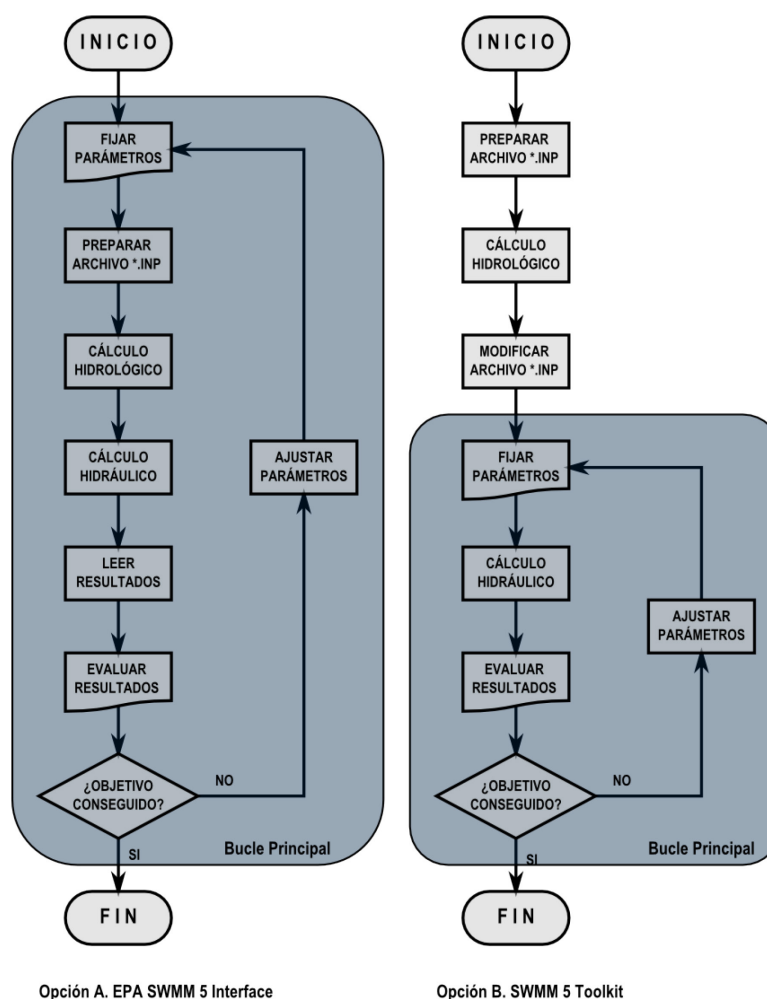 INICIO
FIJAR
PARÁMETROS
PREPARAR
ARCHIVO *.INP
CÁLCULO
HIDROLÓGICO
CÁLCULO
HIDRÁULICO
AJUSTAR
PARÁMETROS
LEER
RESULTADOS
EVALUAR
RESULTADOS
¿OBJETIVO
CONSEGUIDO?
NO
SI
Bucle Principal
FIN
Opción A. EPA SWMM 5 Interface
INICIO
PREPARAR
ARCHIVO *.INP
CÁLCULO
HIDROLÓGICO
MODIFICAR
ARCHIVO *.INP
FIJAR
PARÁMETROS
CÁLCULO
HIDRÁULICO
AJUSTAR
PARÁMETROS
EVALUAR
RESULTADOS
¿OBJETIVO
CONSEGUIDO?
NO
SI
Bucle Principal
FIN
Opción B. SWMM 5 Toolkit